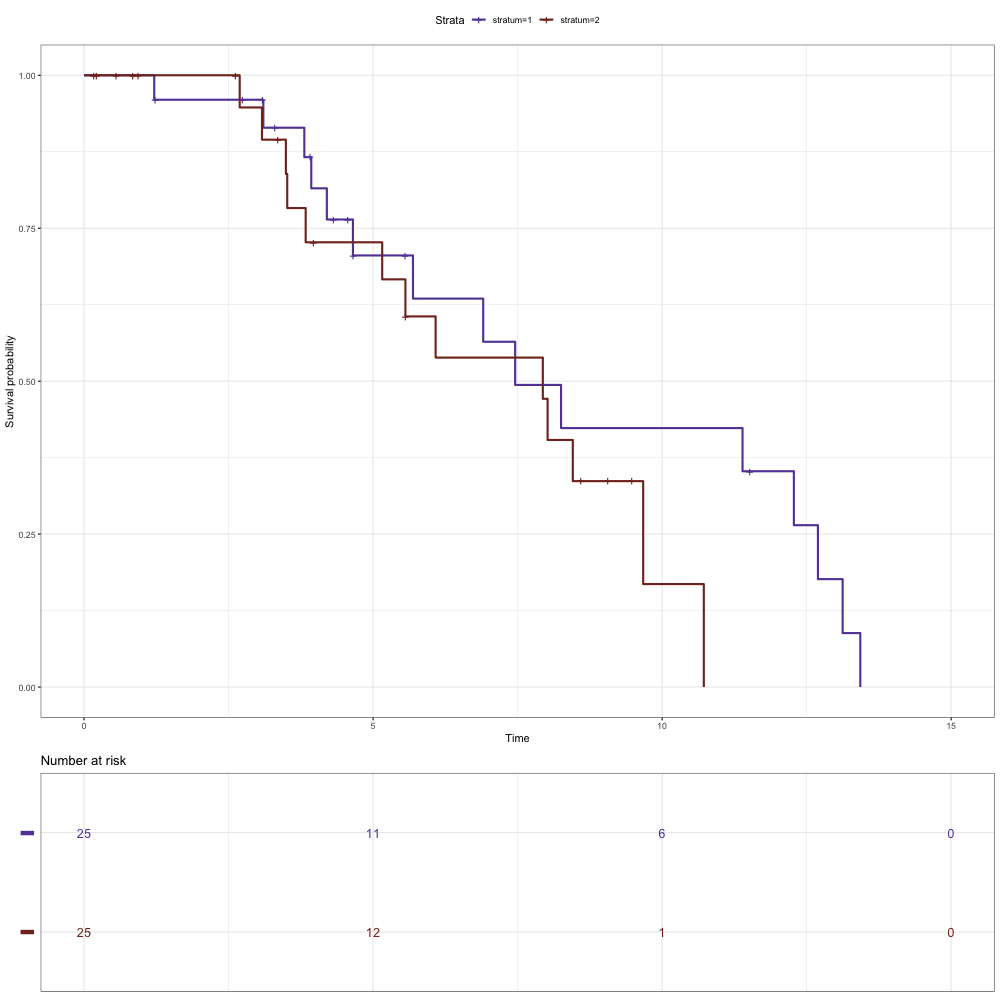 Strata stratum=1 stratum=2
Survival probability
1.00
0.75
0.50
0.25
0.00
0 5 10 15
Time
Number at risk
25 11 6 0
25 12 1 0